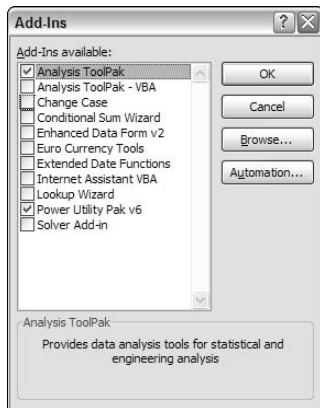 Add-Ins
Add-Ins available:
Analysis ToolPak
Analysis ToolPak - VBA
Change Case
Conditional Sum Wizard
Enhanced Data Form v2
Euro Currency Tools
Extended Date Functions
Internet Assistant VBA
Lookup Wizard
Power Utility Pak v6
Solver Add-in
OK
Cancel
Browse...
Automation...
Analysis ToolPak
Provides data analysis tools for statistical and
engineering analysis